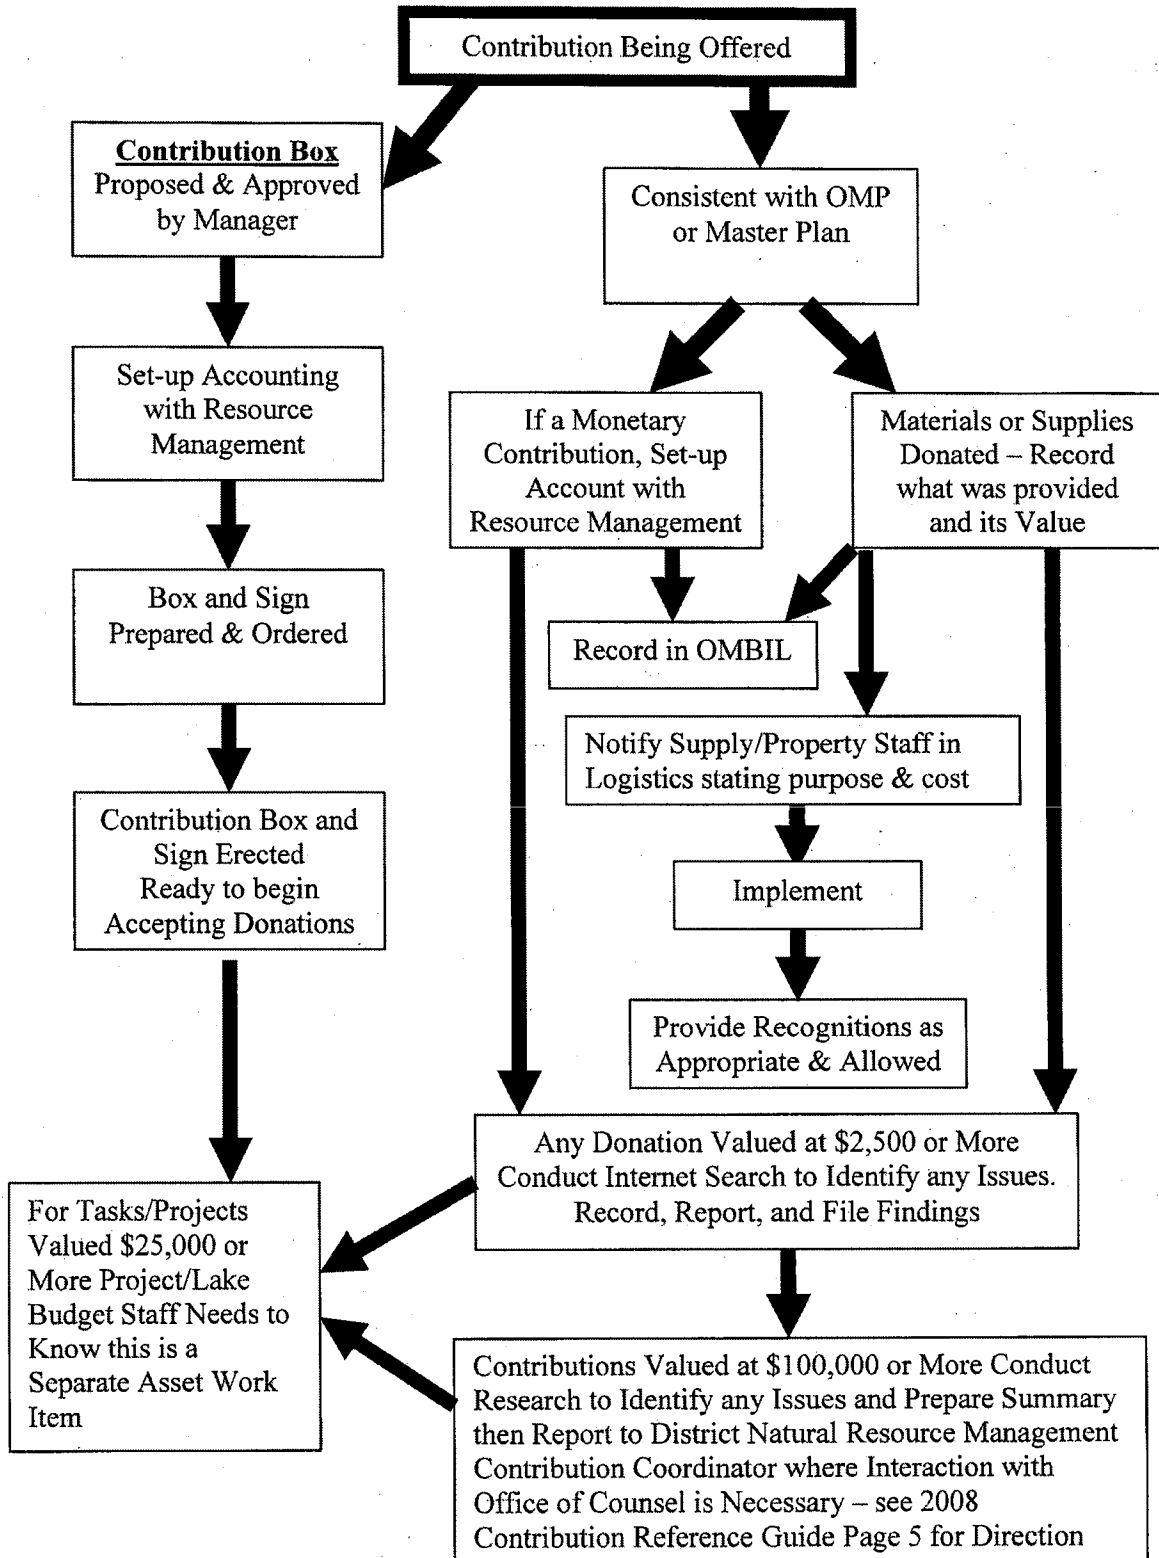 Contribution Being Offered
Contribution Box
Proposed & Approved
by Manager
Consistent with OMP
or Master Plan
Set-up Accounting
with Resource
Management
If a Monetary
Contribution, Set-up
Account with
Resource Management
Materials or Supplies
Donated – Record
what was provided
and its Value
Box and Sign
Prepared & Ordered
Record in OMBIL
Notify Supply/Property Staff in
Logistics stating purpose & cost
Contribution Box and
Sign Erected
Ready to begin
Accepting Donations
Implement
Provide Recognitions as
Appropriate & Allowed
Any Donation Valued at $2,500 or More
Conduct Internet Search to Identify any Issues.
Record, Report, and File Findings
For Tasks/Projects
Valued $25,000 or
More Project/Lake
Budget Staff Needs to
Know this is a
Separate Asset Work
Item
Contributions Valued at $100,000 or More Conduct
Research to Identify any Issues and Prepare Summary
then Report to District Natural Resource Management
Contribution Coordinator where Interaction with
Office of Counsel is Necessary – see 2008
Contribution Reference Guide Page 5 for Direction